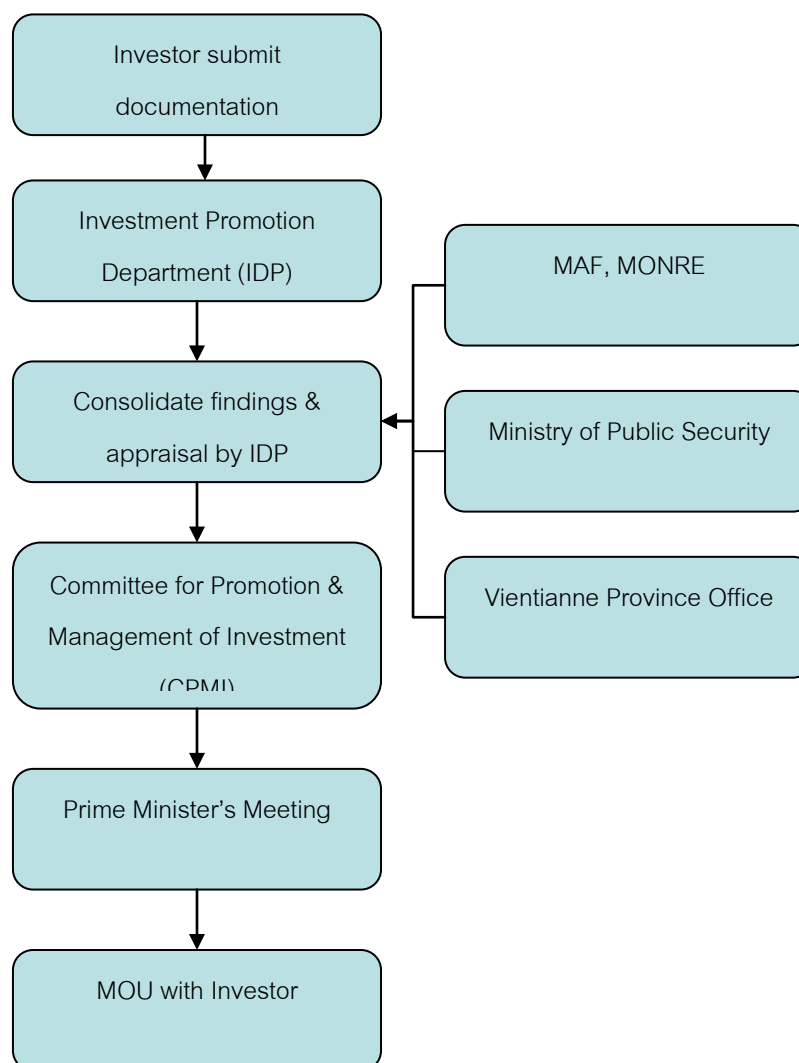 Investor submit
documentation
Investment Promotion
Department (IDP)
MAF, MONRE
Consolidate findings &
appraisal by IDP
Ministry of Public Security
Committee for Promotion &
Management of Investment
(CPMI)
Vientianne Province Office
Prime Minister’s Meeting
MOU with Investor